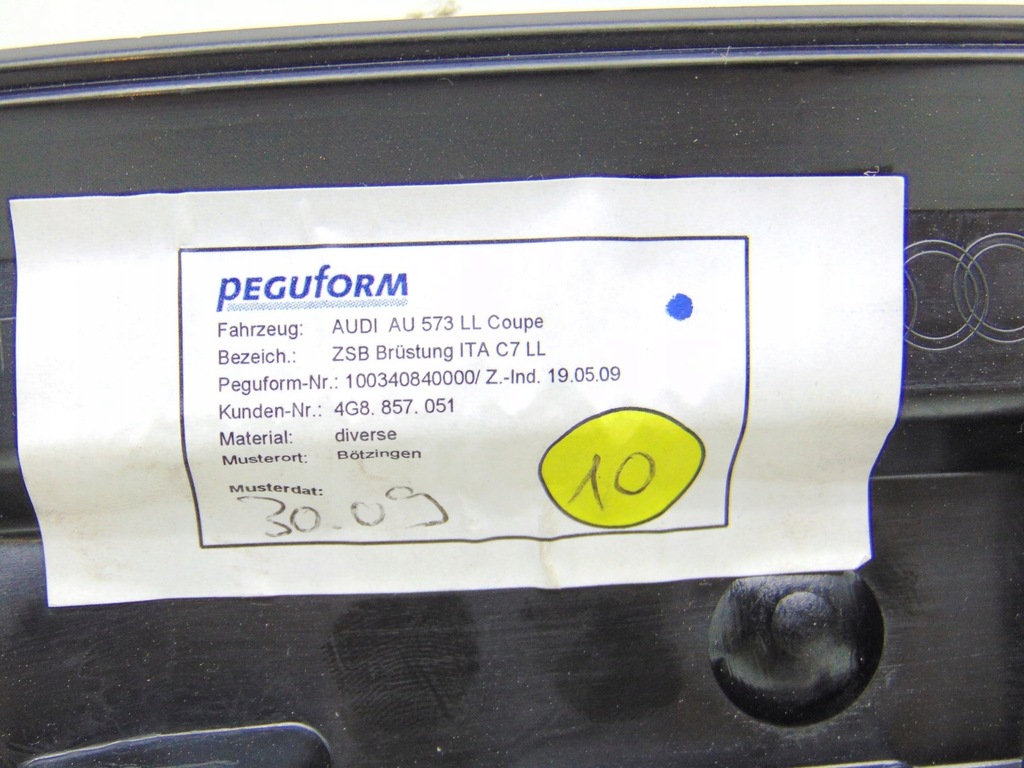 peguform
Fahrzeug: AUDI AU 573 LL Coupe
Bezeich.: ZSB Brüstung ITA C7 LL
Peguform-Nr.: 100340840000/ Z.-Ind. 19.05.09
Kunden-Nr.: 4G8. 857. 051
Material: diverse
Musterort: Bötzingen
Musterdat:
30.09
10